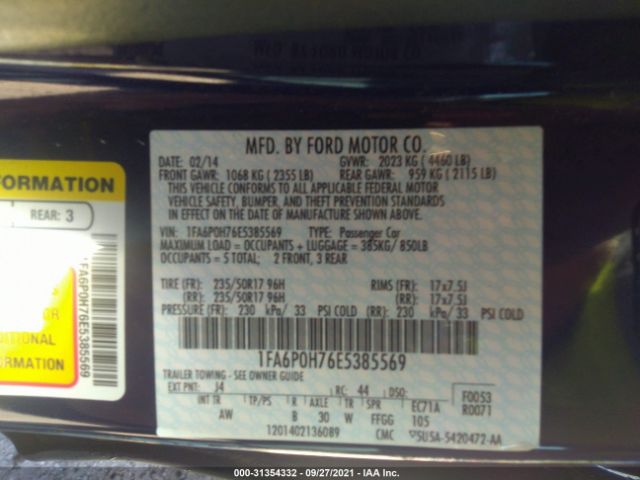 MFD. BY FORD MOTOR CO.
DATE: 02/14 GVWR: 2023 KG ( 4460 LB)
FRONT GAWR: 1068 KG ( 2355 LB) REAR GAWR: 959 KG ( 2115 LB)
THIS VEHICLE CONFORMS TO ALL APPLICABLE FEDERAL MOTOR
VEHICLE SAFETY, BUMPER, AND THEFT PREVENTION STANDARDS
IN EFFECT ON THE DATE OF MANUFACTURE SHOWN ABOVE.
VIN: 1FA6P0H76E5385569 TYPE: Passenger Car
MAXIMUM LOAD = OCCUPANTS + LUGGAGE = 385KG/ 850LB
OCCUPANTS = 5 TOTAL; 2 FRONT, 3 REAR
TIRE (FR): 235/50R17 96H RIMS (FR): 17x7.5J
(RR): 235/50R17 96H (RR): 17x7.5J
PRESSURE (FR): 230 kPa/ 33 PSI COLD (RR): 230 kPa/ 33 PSI COLD
1FA6P0H76E5385569
TRAILER TOWING - SEE OWNER GUIDE
EXT PNT: J4 RC: 44 DSO: F0053
INT TR TP/PS R AXLE TR SPR EC71A R0071
AW B 30 W FFGG 105
1201402136089 CMC ▽5U5A-5420472-AA
FORMATION
REAR: 3
ADDITIONAL
1FA6P0H76E5385569
000-31354332 - 09/27/2021 - IAA Inc.